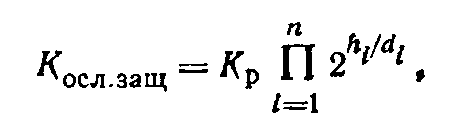 K_осл.защ = K_р ∏_{i=1}^{n} 2^{h_i/d_i},